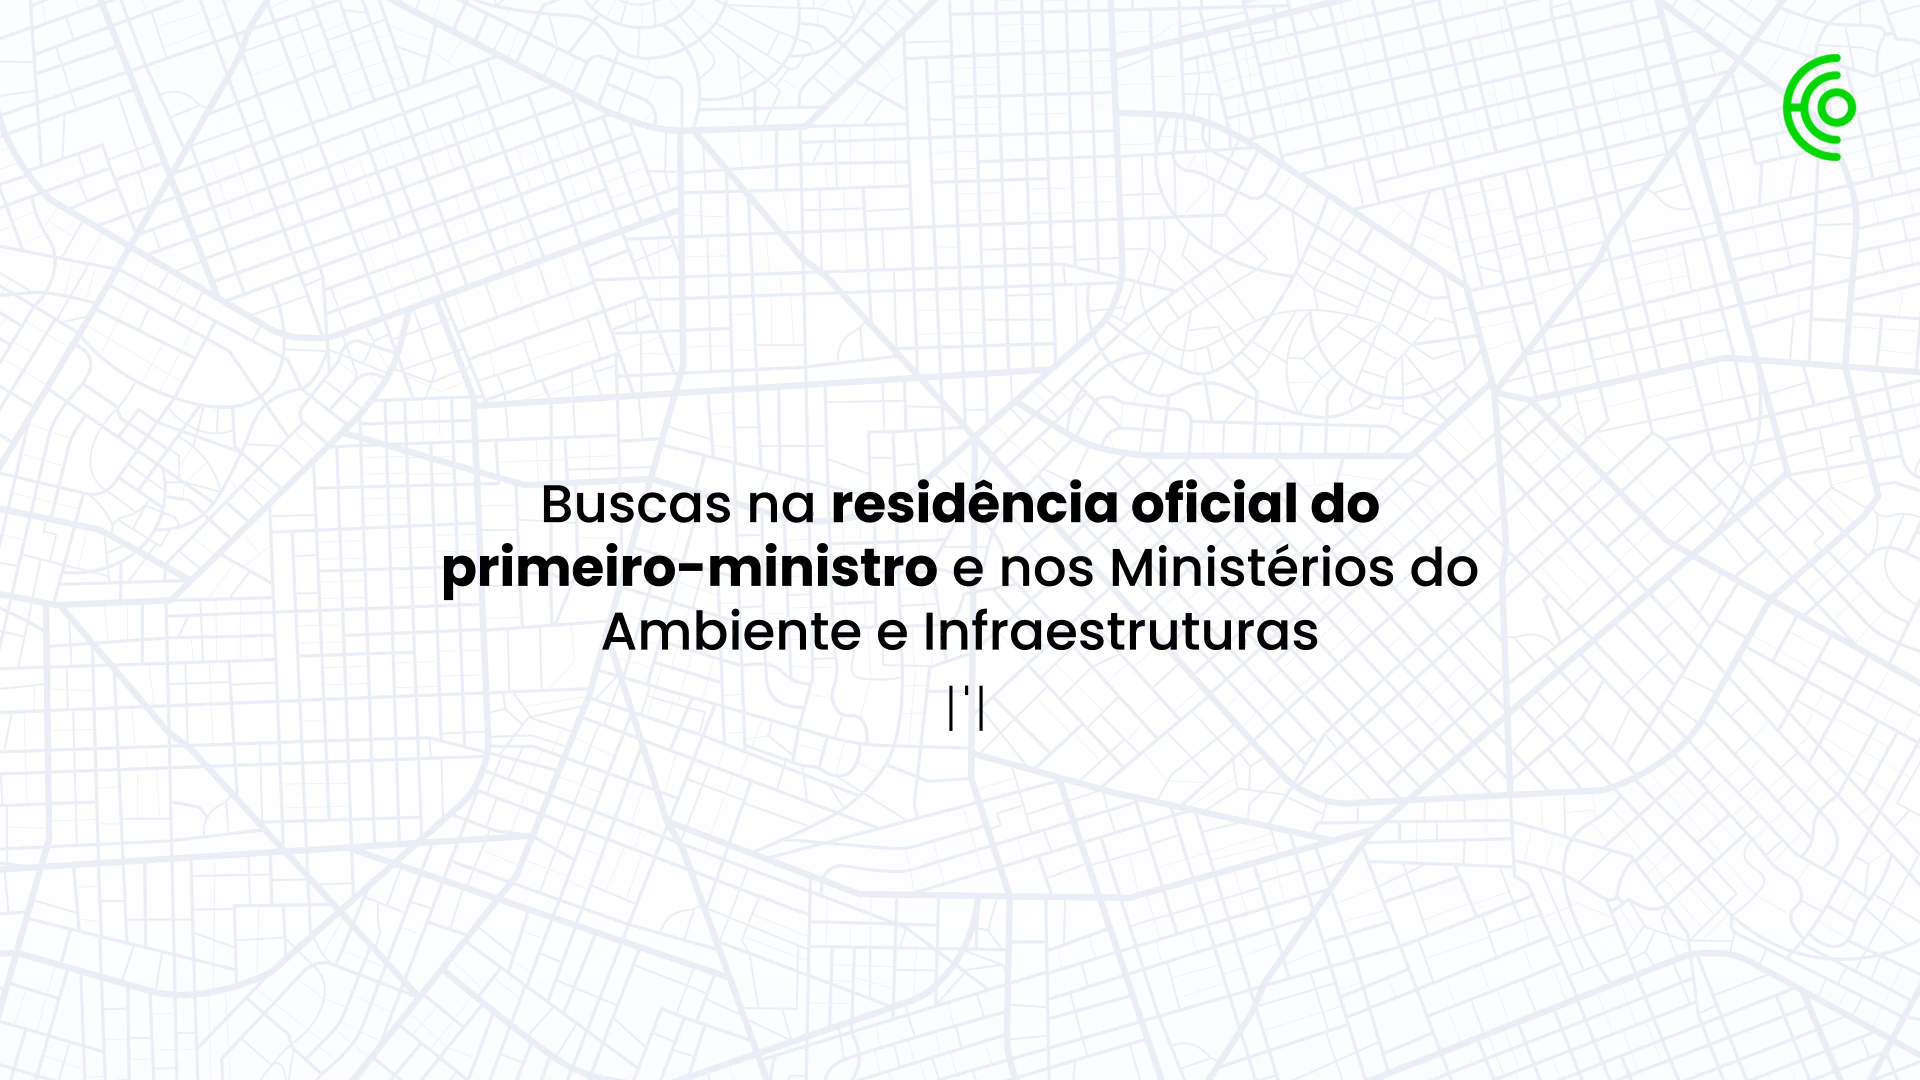 Buscas na residência oficial do
primeiro-ministro e nos Ministérios do
Ambiente e Infraestruturas